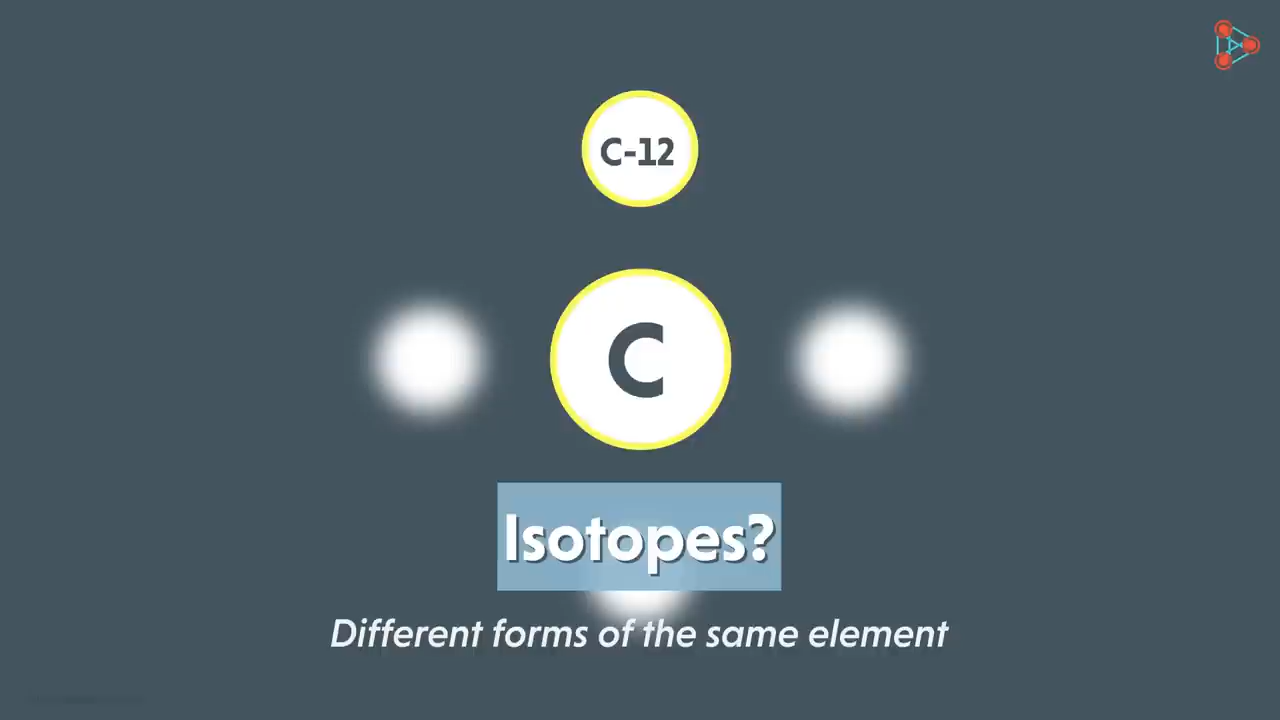 C-12
C
Isotopes?
Different forms of the same element